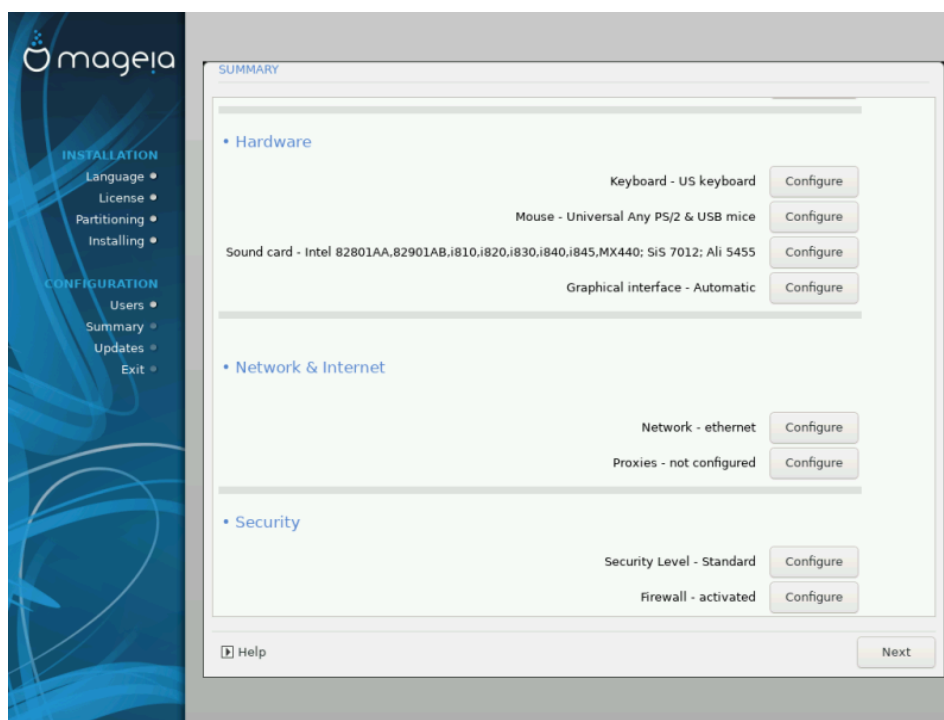 mageia
INSTALLATION
Language
License
Partitioning
Installing
CONFIGURATION
Users
Summary
Updates
Exit
SUMMARY
• Hardware
Keyboard - US keyboard Configure
Mouse - Universal Any PS/2 & USB mice Configure
Sound card - Intel 82801AA,82901AB,i810,i820,i830,i840,i845,MX440; SiS 7012; Ali 5455 Configure
Graphical interface - Automatic Configure
• Network & Internet
Network - ethernet Configure
Proxies - not configured Configure
• Security
Security Level - Standard Configure
Firewall - activated Configure
Help
Next